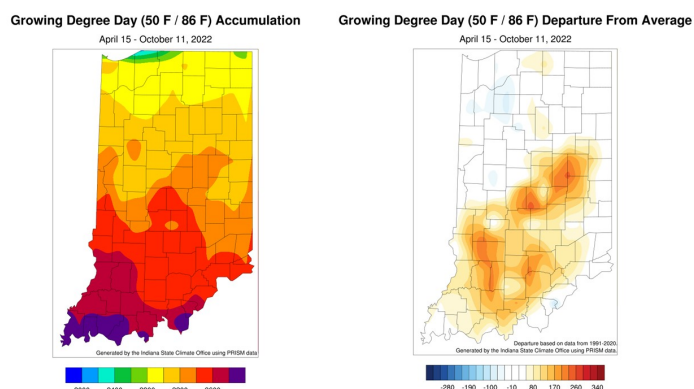 Growing Degree Day (50 F / 86 F) Accumulation
April 15 - October 11, 2022
Generated by the Indiana State Climate Office using PRISM data
Growing Degree Day (50 F / 86 F) Departure From Average
April 15 - October 11, 2022
Departure based on data from 1991-2020.
Generated by the Indiana State Climate Office using PRISM data.
-280 -190 -100 -10 80 170 260 340